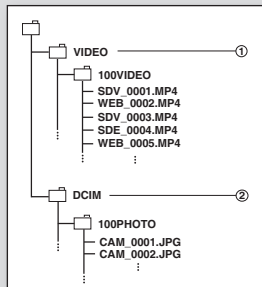 VIDEO ①
100VIDEO
SDV_0001.MP4
WEB_0002.MP4
SDV_0003.MP4
SDE_0004.MP4
WEB_0005.MP4
DCIM ②
100PHOTO
CAM_0001.JPG
CAM_0002.JPG